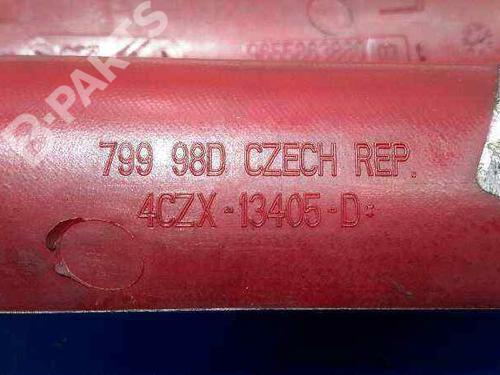 B-PARTS
799 98D CZECH REP.
4CZX-13405-D